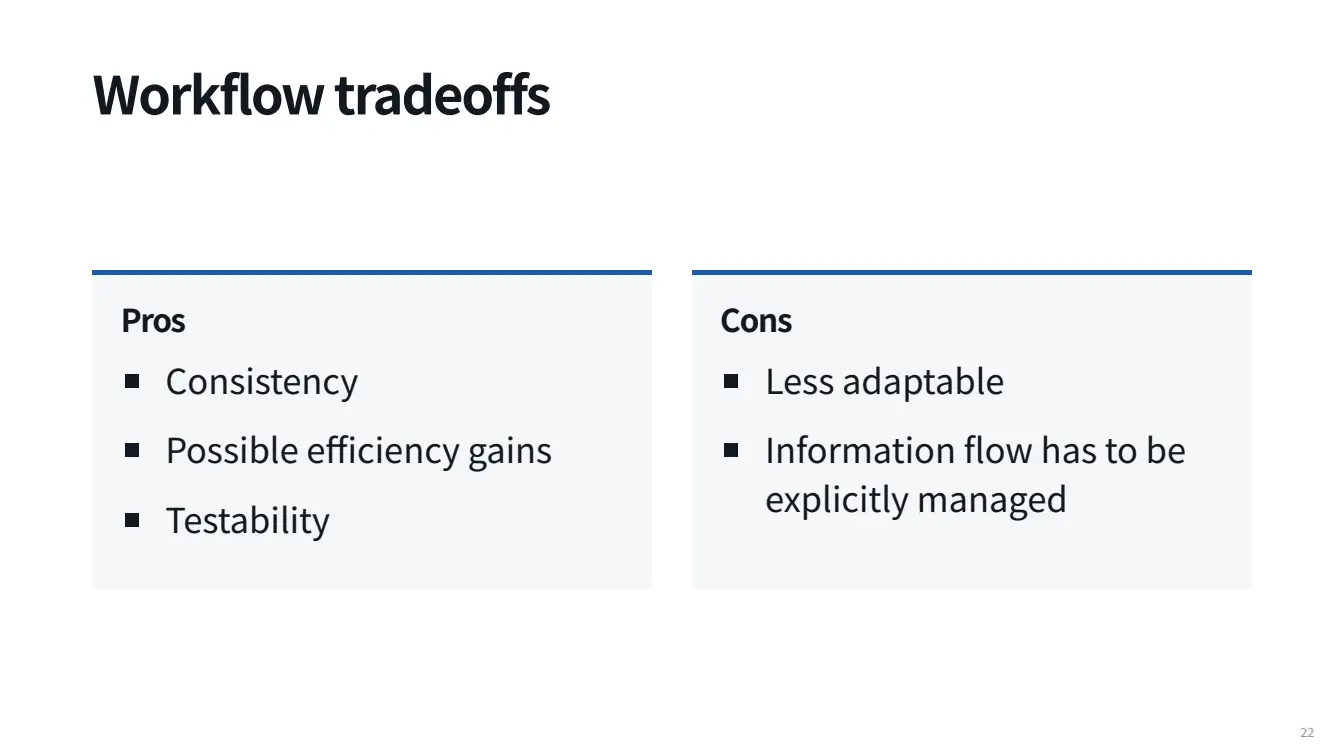 Workflow tradeoffs
Pros
Consistency
Possible efficiency gains
Testability
Cons
Less adaptable
Information flow has to be
explicitly managed
22